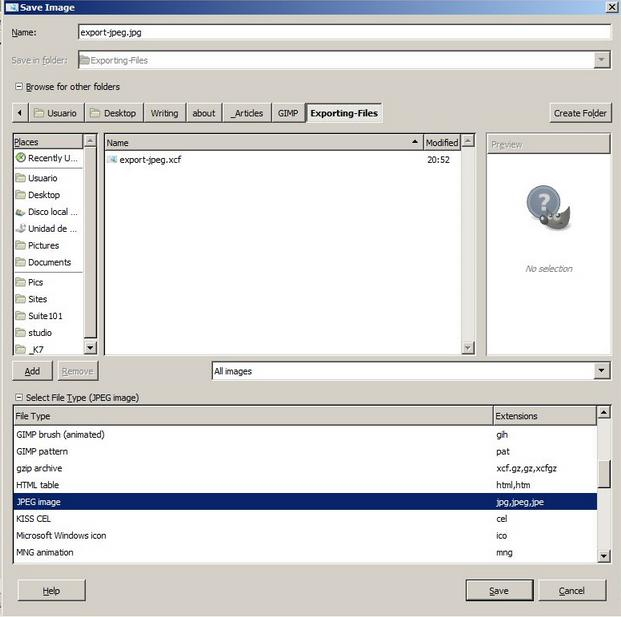 Save Image
Name: export-jpeg.jpg
Save in folder: Exporting-Files
Browse for other folders
Usuario Desktop Writing about _Articles GIMP Exporting-Files Create Folder
Places Name Modified Preview
Recently U... export-jpeg.xcf 20:52
Usuario
Desktop
Disco local ...
Unidad de ...
Pictures
Documents
No selection
Pics
Sites
Suite101
studio
_K7
Add Remove All images
Select File Type (JPEG image)
File Type Extensions
GIMP brush (animated) gih
GIMP pattern pat
gzip archive xcf.gz,gz,xcfgz
HTML table html,htm
JPEG image jpg,jpeg,jpe
KISS CEL cel
Microsoft Windows icon ico
MNG animation mng
Help Save Cancel